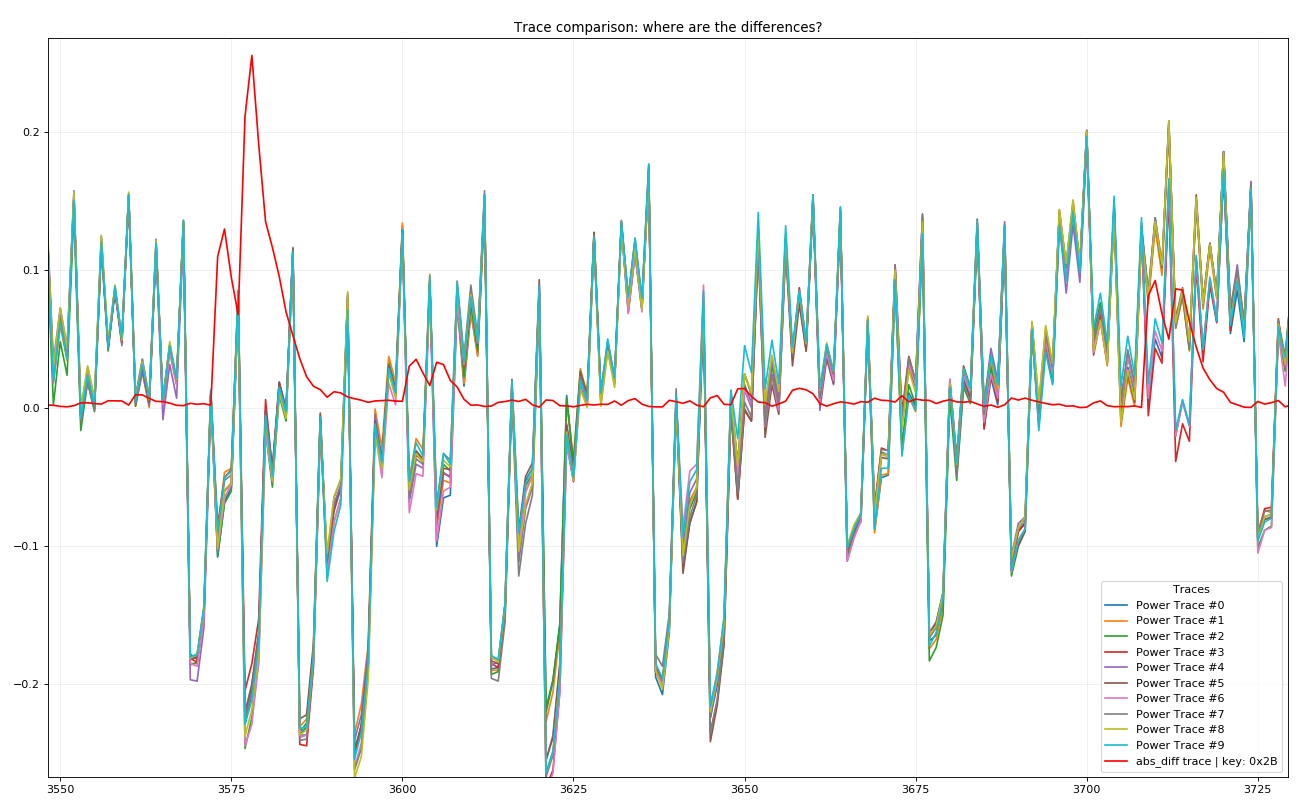 Trace comparison: where are the differences?
0.2
0.1
0.0
−0.1
−0.2
3550
3575
3600
3625
3650
3675
3700
3725
Traces
Power Trace #0
Power Trace #1
Power Trace #2
Power Trace #3
Power Trace #4
Power Trace #5
Power Trace #6
Power Trace #7
Power Trace #8
Power Trace #9
abs_diff trace | key: 0x2B